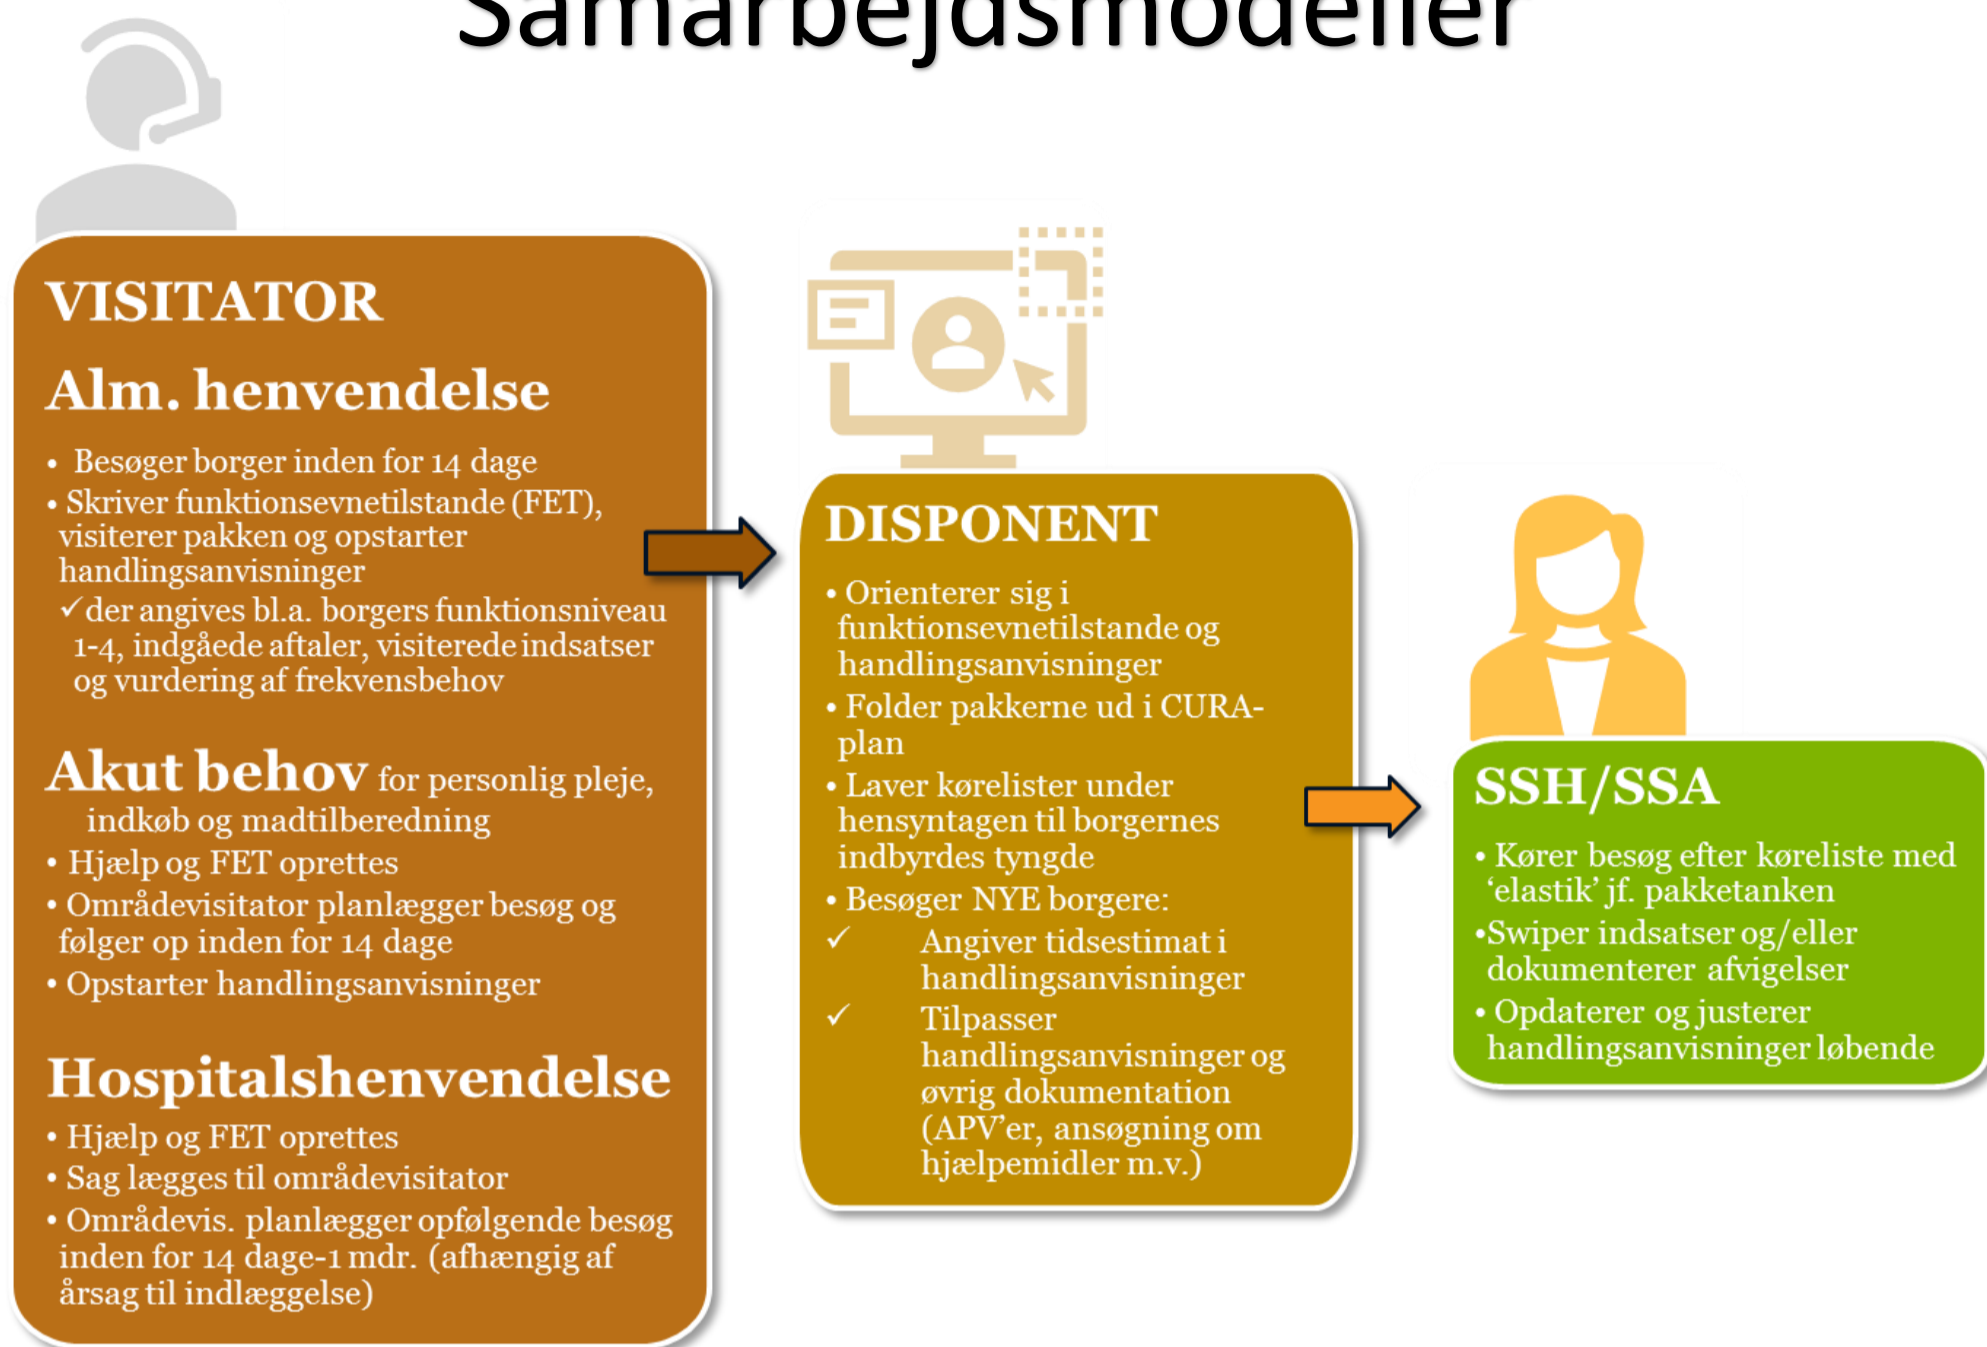 Samarbejdsmodeller
VISITATOR
Alm. henvendelse
• Besøger borger inden for 14 dage
• Skriver funktionsevnetilstande (FET),
visiterer pakken og opstarter
handlingsanvisninger
✓ der angives bl.a. borgers funktionsniveau
1-4, indgåede aftaler, visiterede indsatser
og vurdering af frekvensbehov
Akut behov for personlig pleje,
indkøb og madtilberedning
• Hjælp og FET oprettes
• Områdevisitator planlægger besøg og
følger op inden for 14 dage
• Opstarter handlingsanvisninger
Hospitalshenvendelse
• Hjælp og FET oprettes
• Sag lægges til områdevisitator
• Områdevis. planlægger opfølgende besøg
inden for 14 dage-1 mdr. (afhængig af
årsag til indlæggelse)
DISPONENT
• Orienterer sig i
funktionsevnetilstande og
handlingsanvisninger
• Folder pakkerne ud i CURA-
plan
• Laver kørelister under
hensyntagen til borgernes
indbyrdes tyngde
• Besøger NYE borgere:
✓ Angiver tidsestimat i
handlingsanvisninger
✓ Tilpasser
handlingsanvisninger og
øvrig dokumentation
(APV’er, ansøgning om
hjælpemidler m.v.)
SSH/SSA
• Kører besøg efter køreliste med
‘elastik’ jf. pakketanken
•Swiper indsatser og/eller
dokumenterer afvigelser
• Opdaterer og justerer
handlingsanvisninger løbende